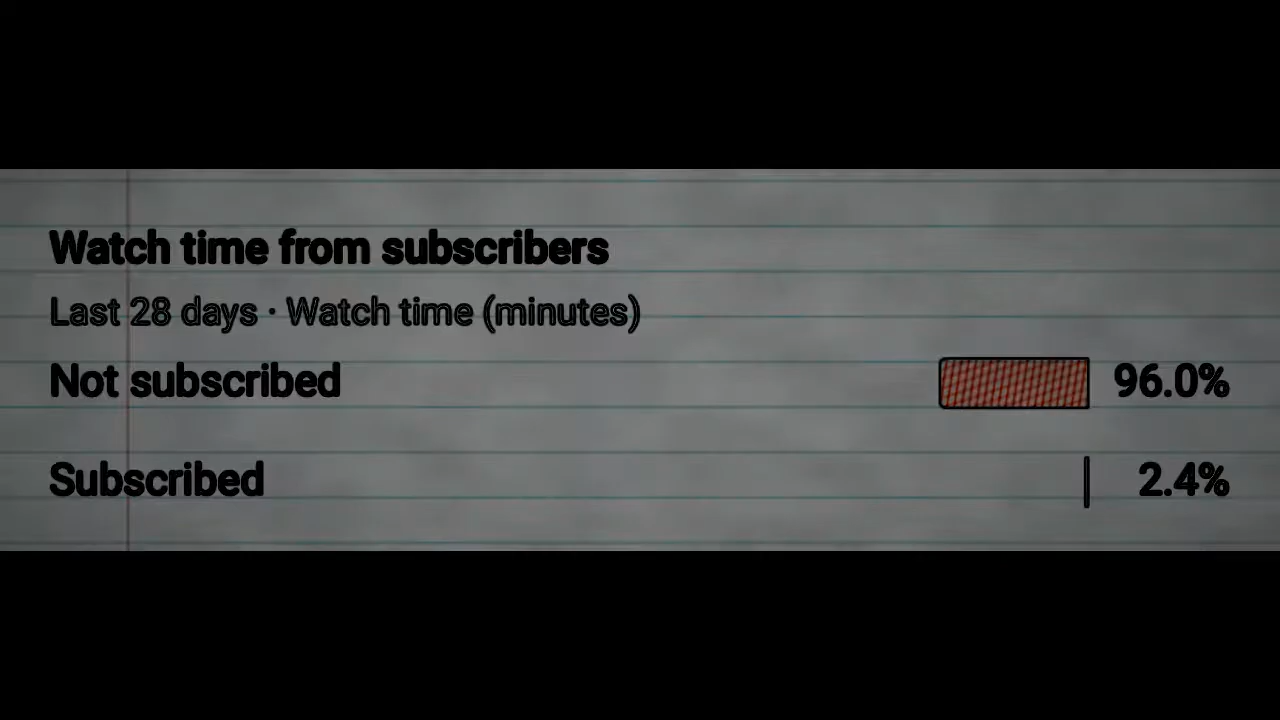 Watch time from subscribers
Last 28 days · Watch time (minutes)
Not subscribed 96.0%
Subscribed 2.4%